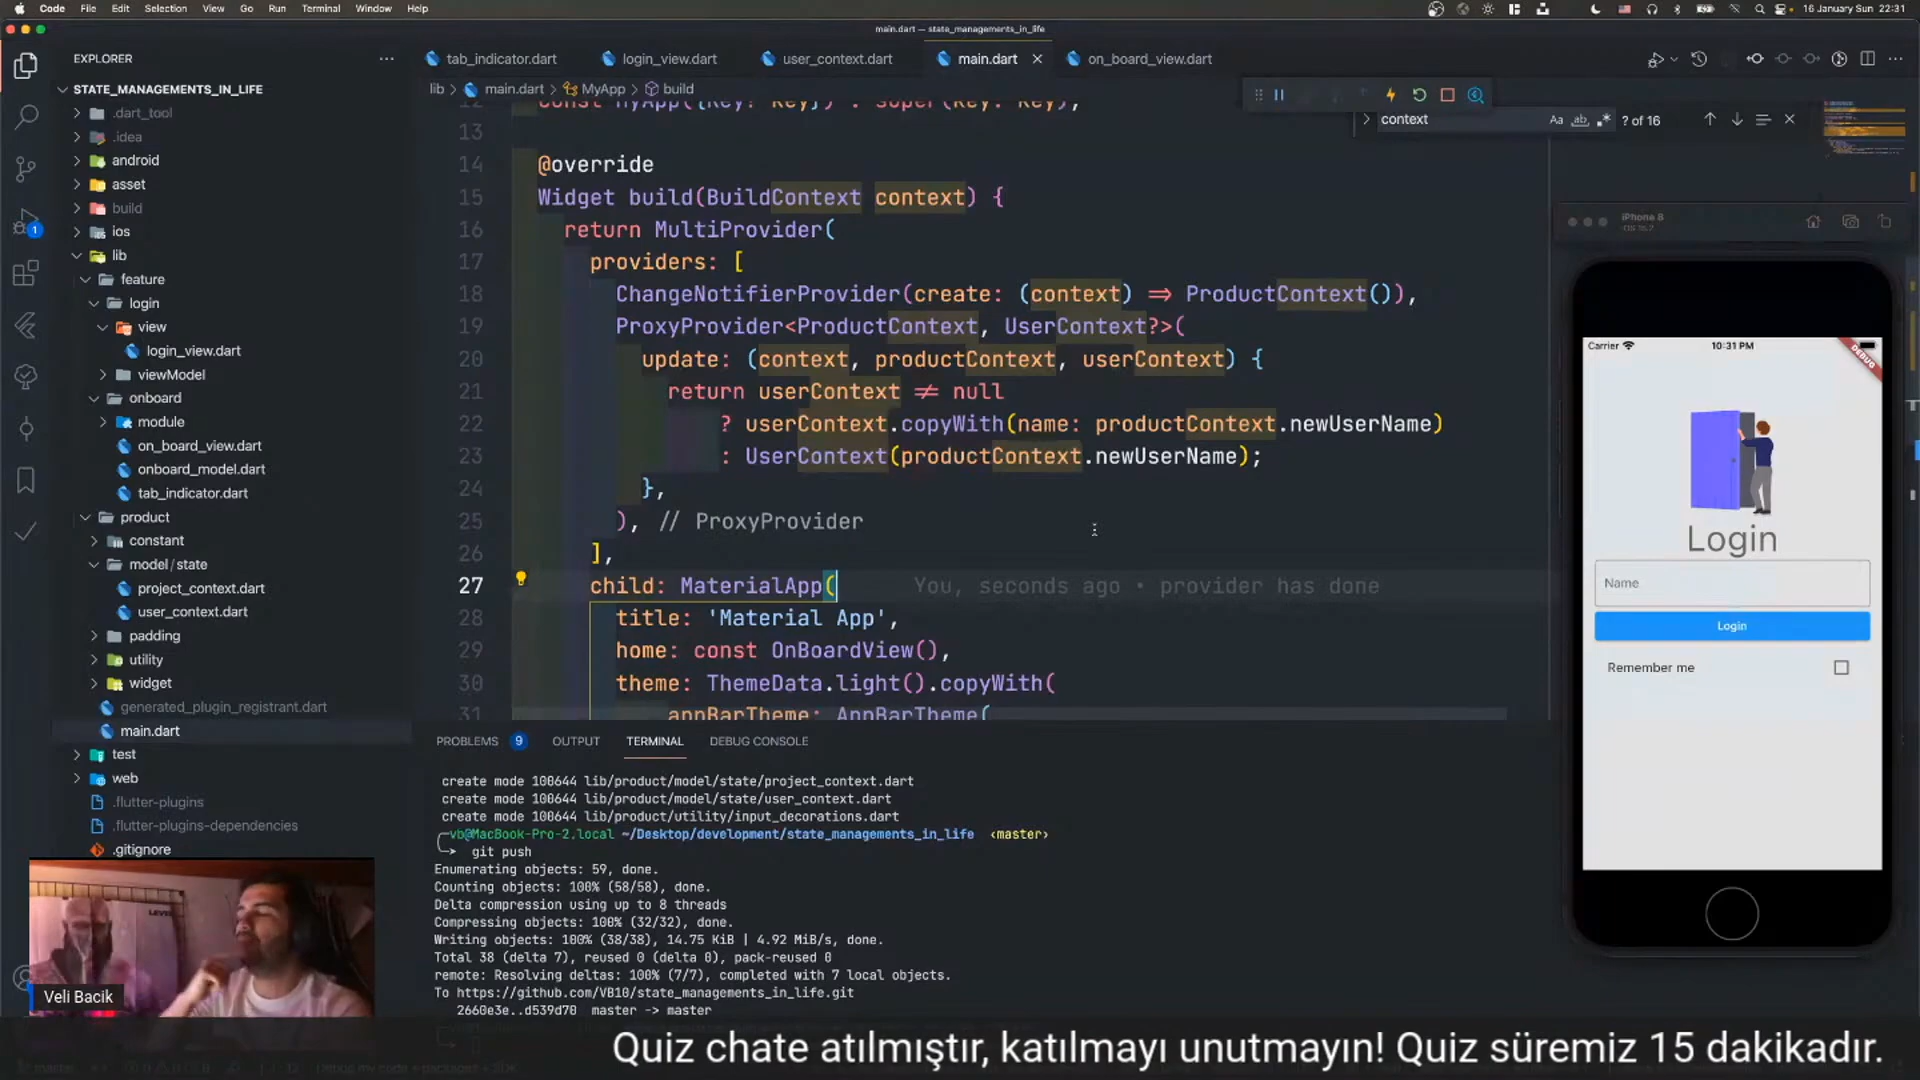 Code File Edit Selection View Go Run Terminal Window Help
16 January Sun 22:31
main.dart — state_managements_in_life
EXPLORER
tab_indicator.dart login_view.dart user_context.dart main.dart on_board_view.dart
STATE_MANAGEMENTS_IN_LIFE
.dart_tool
.idea
android
asset
build
ios
lib
feature
login
view
login_view.dart
viewModel
onboard
module
on_board_view.dart
onboard_model.dart
tab_indicator.dart
product
constant
model/state
project_context.dart
user_context.dart
padding
utility
widget
generated_plugin_registrant.dart
main.dart
test
web
.flutter-plugins
.flutter-plugins-dependencies
.gitignore
1
lib main.dart MyApp build
context Aa ab ? of 16
13
14 @override
15 Widget build(BuildContext context) {
16 return MultiProvider(
17 providers: [
18 ChangeNotifierProvider(create: (context) => ProductContext()),
19 ProxyProvider<ProductContext, UserContext?>(
20 update: (context, productContext, userContext) {
21 return userContext != null
22 ? userContext.copyWith(name: productContext.newUserName)
23 : UserContext(productContext.newUserName);
24 },
25 ), // ProxyProvider
26 ],
27 child: MaterialApp( You, seconds ago • provider has done
28 title: 'Material App',
29 home: const OnBoardView(),
30 theme: ThemeData.light().copyWith(
31 appBarTheme: AppBarTheme(
PROBLEMS 9 OUTPUT TERMINAL DEBUG CONSOLE
create mode 100644 lib/product/model/state/project_context.dart
create mode 100644 lib/product/model/state/user_context.dart
create mode 100644 lib/product/utility/input_decorations.dart
vb@MacBook-Pro-2.local ~/Desktop/development/state_managements_in_life ‹master›
git push
Enumerating objects: 59, done.
Counting objects: 100% (58/58), done.
Delta compression using up to 8 threads
Compressing objects: 100% (32/32), done.
Writing objects: 100% (38/38), 14.75 KiB | 4.92 MiB/s, done.
Total 38 (delta 7), reused 0 (delta 0), pack-reused 0
remote: Resolving deltas: 100% (7/7), completed with 7 local objects.
To https://github.com/VB10/state_managements_in_life.git
2660e3e..d539d70 master -> master
iPhone 8
Carrier 10:31 PM
DEBUG
Login
Name
Login
Remember me
LEVEL
Veli Bacik
Quiz chate atılmıştır, katılmayı unutmayın! Quiz süremiz 15 dakikadır.